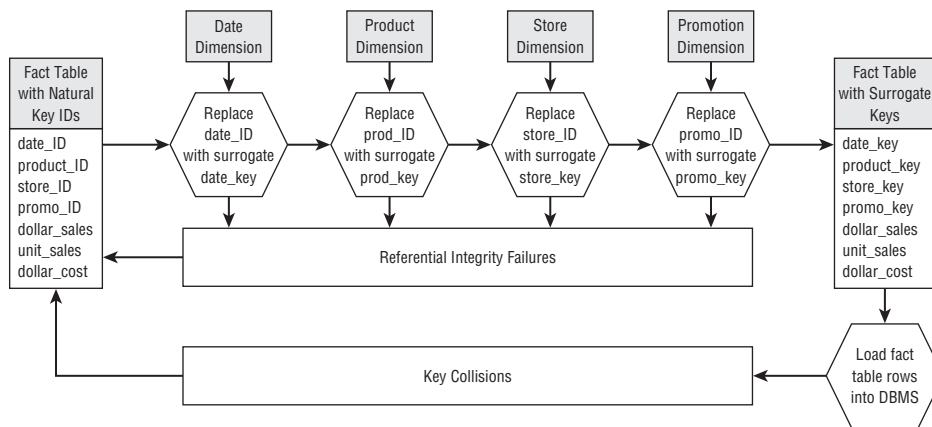 Date
Dimension
Product
Dimension
Store
Dimension
Promotion
Dimension
Fact Table
with Natural
Key IDs
date_ID
product_ID
store_ID
promo_ID
dollar_sales
unit_sales
dollar_cost
Replace
date_ID
with surrogate
date_key
Replace
prod_ID
with surrogate
prod_key
Replace
store_ID
with surrogate
store_key
Replace
promo_ID
with surrogate
promo_key
Fact Table
with Surrogate
Keys
date_key
product_key
store_key
promo_key
dollar_sales
unit_sales
dollar_cost
Referential Integrity Failures
Key Collisions
Load fact
table rows
into DBMS